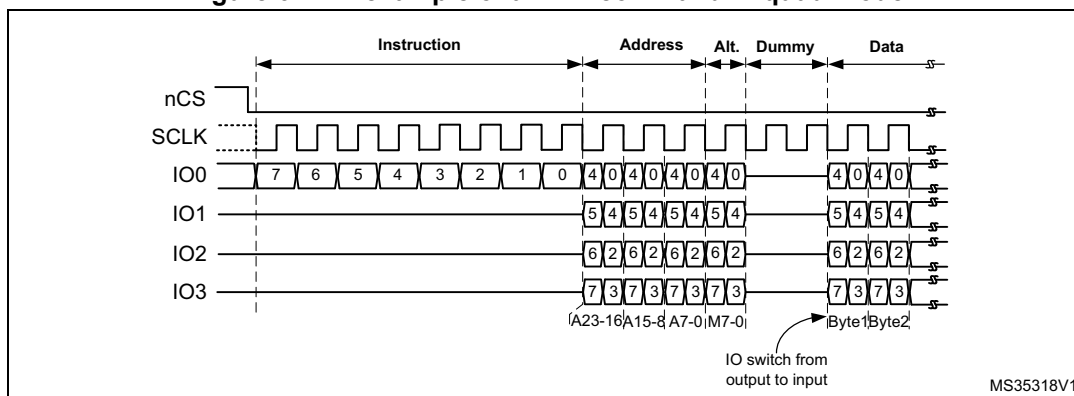 Instruction Address Alt. Dummy Data
nCS
SCLK
IO0 7 6 5 4 3 2 1 0 4 0 4 0 4 0 4 0 4 0 4 0
IO1 5 4 5 4 5 4 5 4 5 4 5 4
IO2 6 2 6 2 6 2 6 2 6 2 6 2
IO3 7 3 7 3 7 3 7 3 7 3 7 3
A23-16 A15-8 A7-0 M7-0 Byte1 Byte2
IO switch from
output to input
MS35318V1